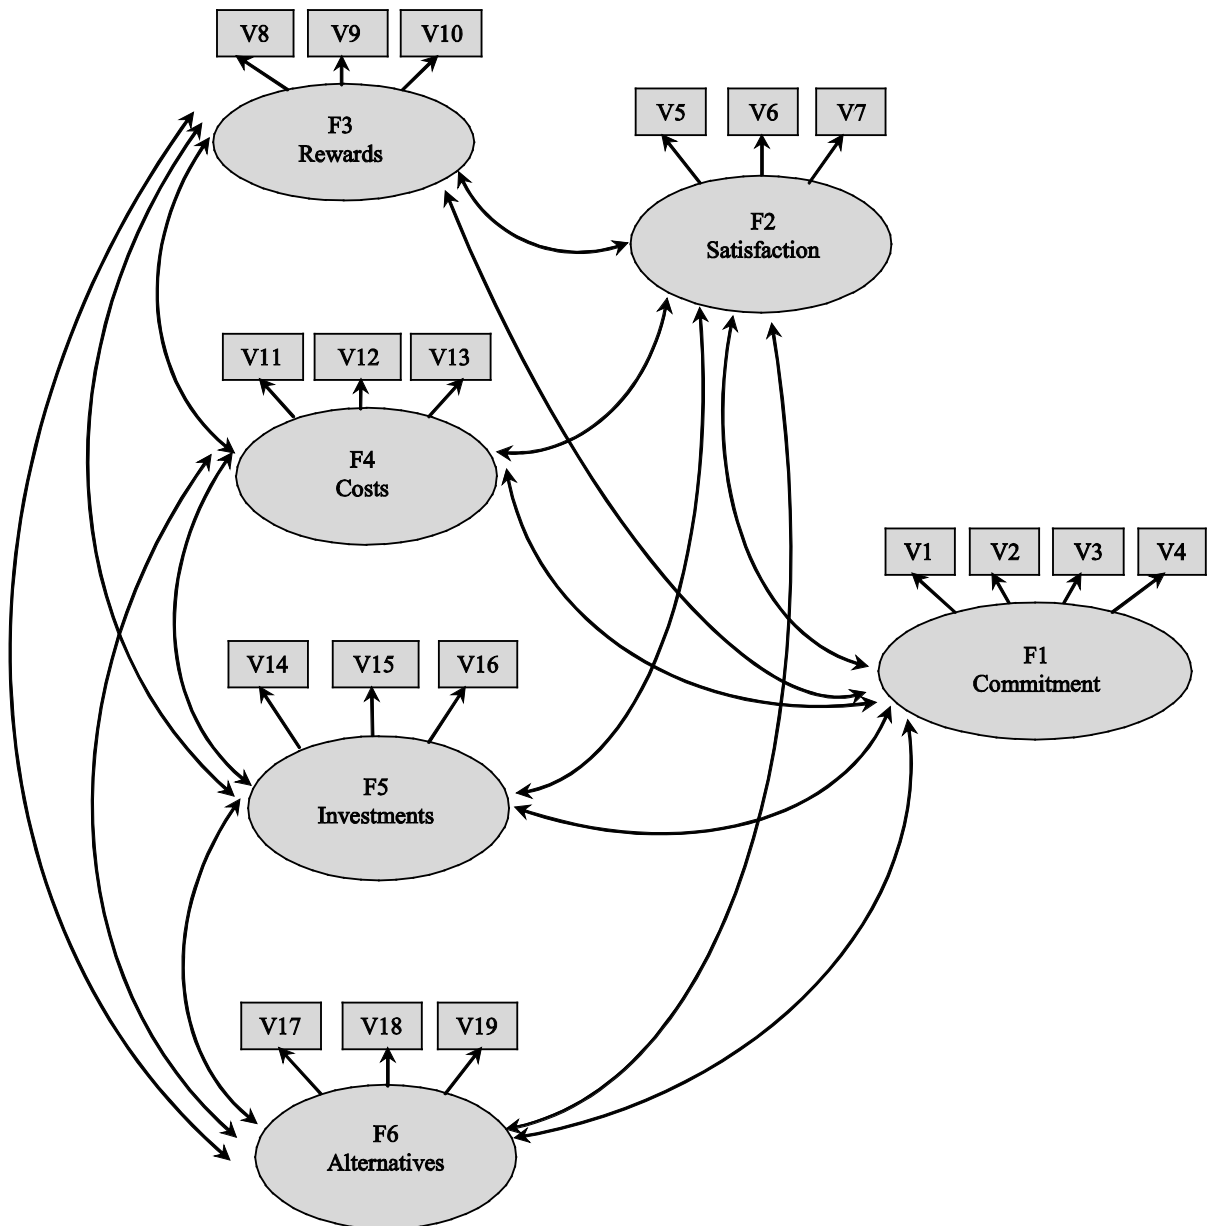 V8 V9 V10
F3
Rewards
V5 V6 V7
F2
Satisfaction
V11 V12 V13
F4
Costs
V1 V2 V3 V4
F1
Commitment
V14 V15 V16
F5
Investments
V17 V18 V19
F6
Alternatives